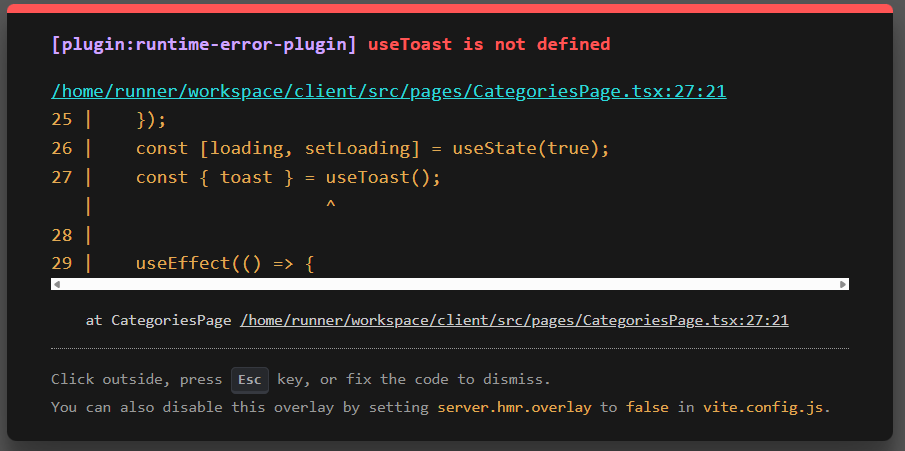 [plugin:runtime-error-plugin] useToast is not defined
/home/runner/workspace/client/src/pages/CategoriesPage.tsx:27:21
25 |    });
26 |    const [loading, setLoading] = useState(true);
27 |    const { toast } = useToast();
   |                      ^
28 |
29 |    useEffect(() => {
at CategoriesPage /home/runner/workspace/client/src/pages/CategoriesPage.tsx:27:21
Click outside, press Esc key, or fix the code to dismiss.
You can also disable this overlay by setting server.hmr.overlay to false in vite.config.js.